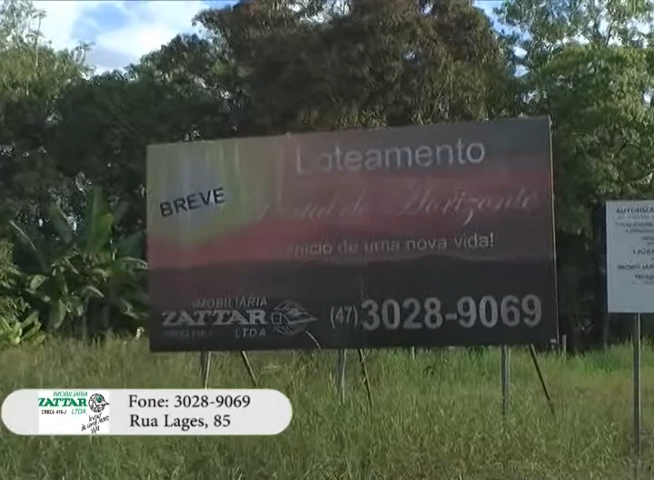 Loteamento
BREVE
Portal do Horizonte
início de uma nova vida!
IMOBILIÁRIA
ZATTAR
LTDA
(47) 3028-9069
IMOBILIÁRIA
ZATTAR
LTDA
Fone: 3028-9069
Rua Lages, 85